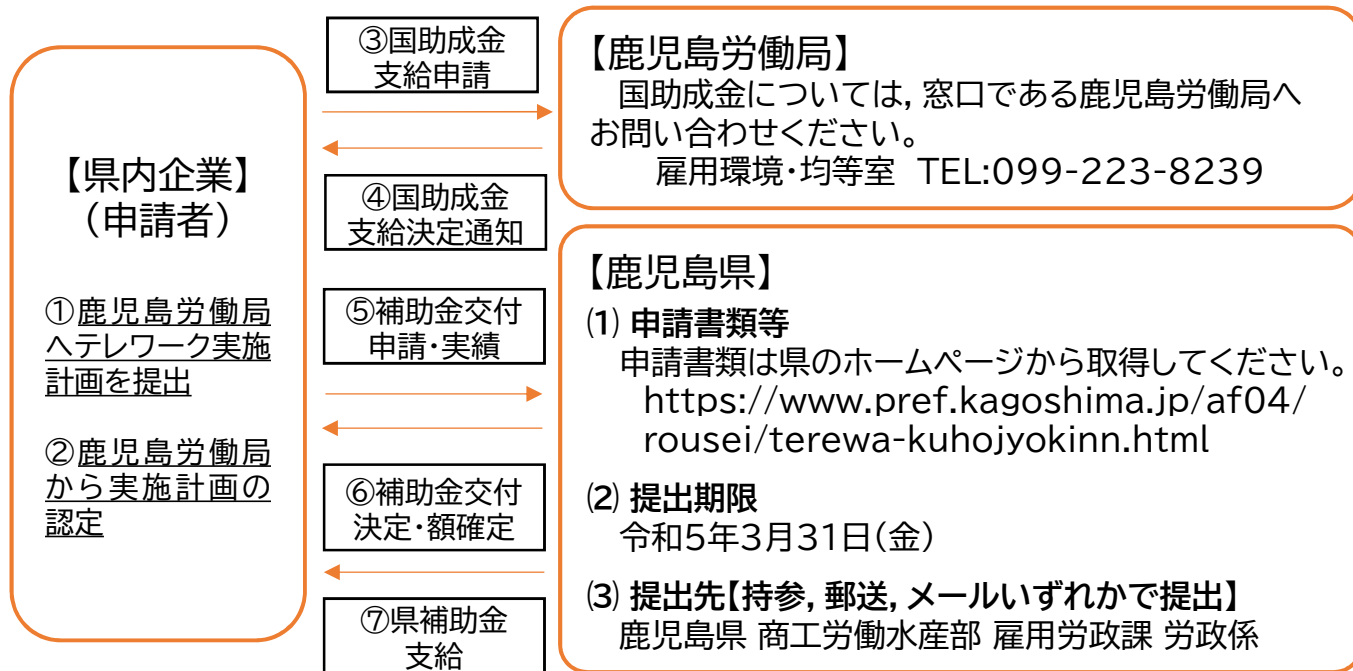 【県内企業】
（申請者）
①鹿児島労働局
へテレワーク実施
計画を提出
②鹿児島労働局
から実施計画の
認定
③国助成金
支給申請
④国助成金
支給決定通知
⑤補助金交付
申請・実績
⑥補助金交付
決定・額確定
⑦県補助金
支給
【鹿児島労働局】
国助成金については，窓口である鹿児島労働局へ
お問い合わせください。
雇用環境・均等室 TEL:099-223-8239
【鹿児島県】
⑴ 申請書類等
申請書類は県のホームページから取得してください。
https://www.pref.kagoshima.jp/af04/
rousei/terewa-kuhojyokinn.html
⑵ 提出期限
令和5年3月31日（金）
⑶ 提出先【持参，郵送，メールいずれかで提出】
鹿児島県 商工労働水産部 雇用労政課 労政係